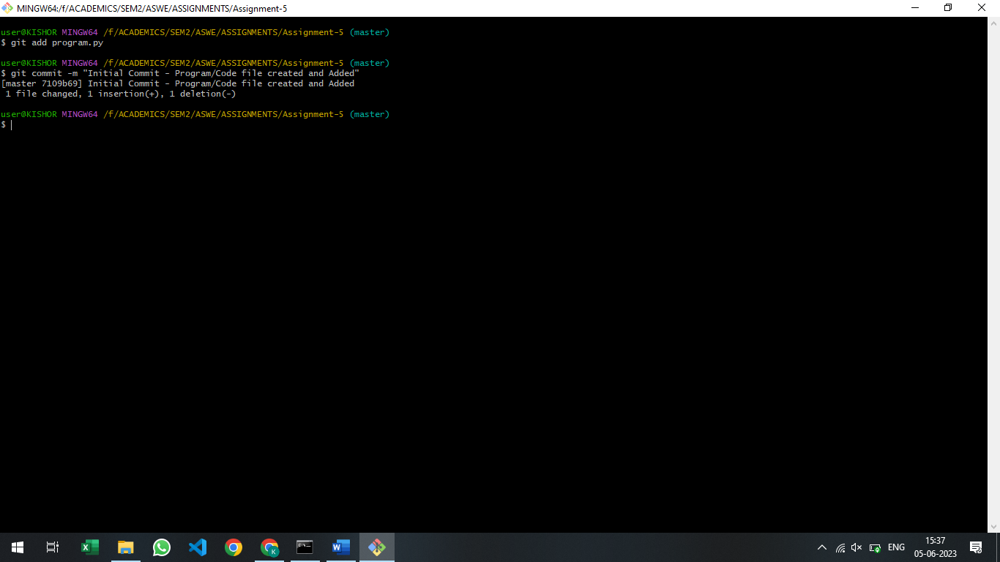 MINGW64:/f/ACADEMICS/SEM2/ASWE/ASSIGNMENTS/Assignment-5
user@KISHOR MINGW64 /f/ACADEMICS/SEM2/ASWE/ASSIGNMENTS/Assignment-5 (master)
$ git add program.py
user@KISHOR MINGW64 /f/ACADEMICS/SEM2/ASWE/ASSIGNMENTS/Assignment-5 (master)
$ git commit -m "Initial Commit - Program/Code file created and Added"
[master 7109b69] Initial Commit - Program/Code file created and Added
 1 file changed, 1 insertion(+), 1 deletion(-)
user@KISHOR MINGW64 /f/ACADEMICS/SEM2/ASWE/ASSIGNMENTS/Assignment-5 (master)
$
ENG
15:37
05-06-2023